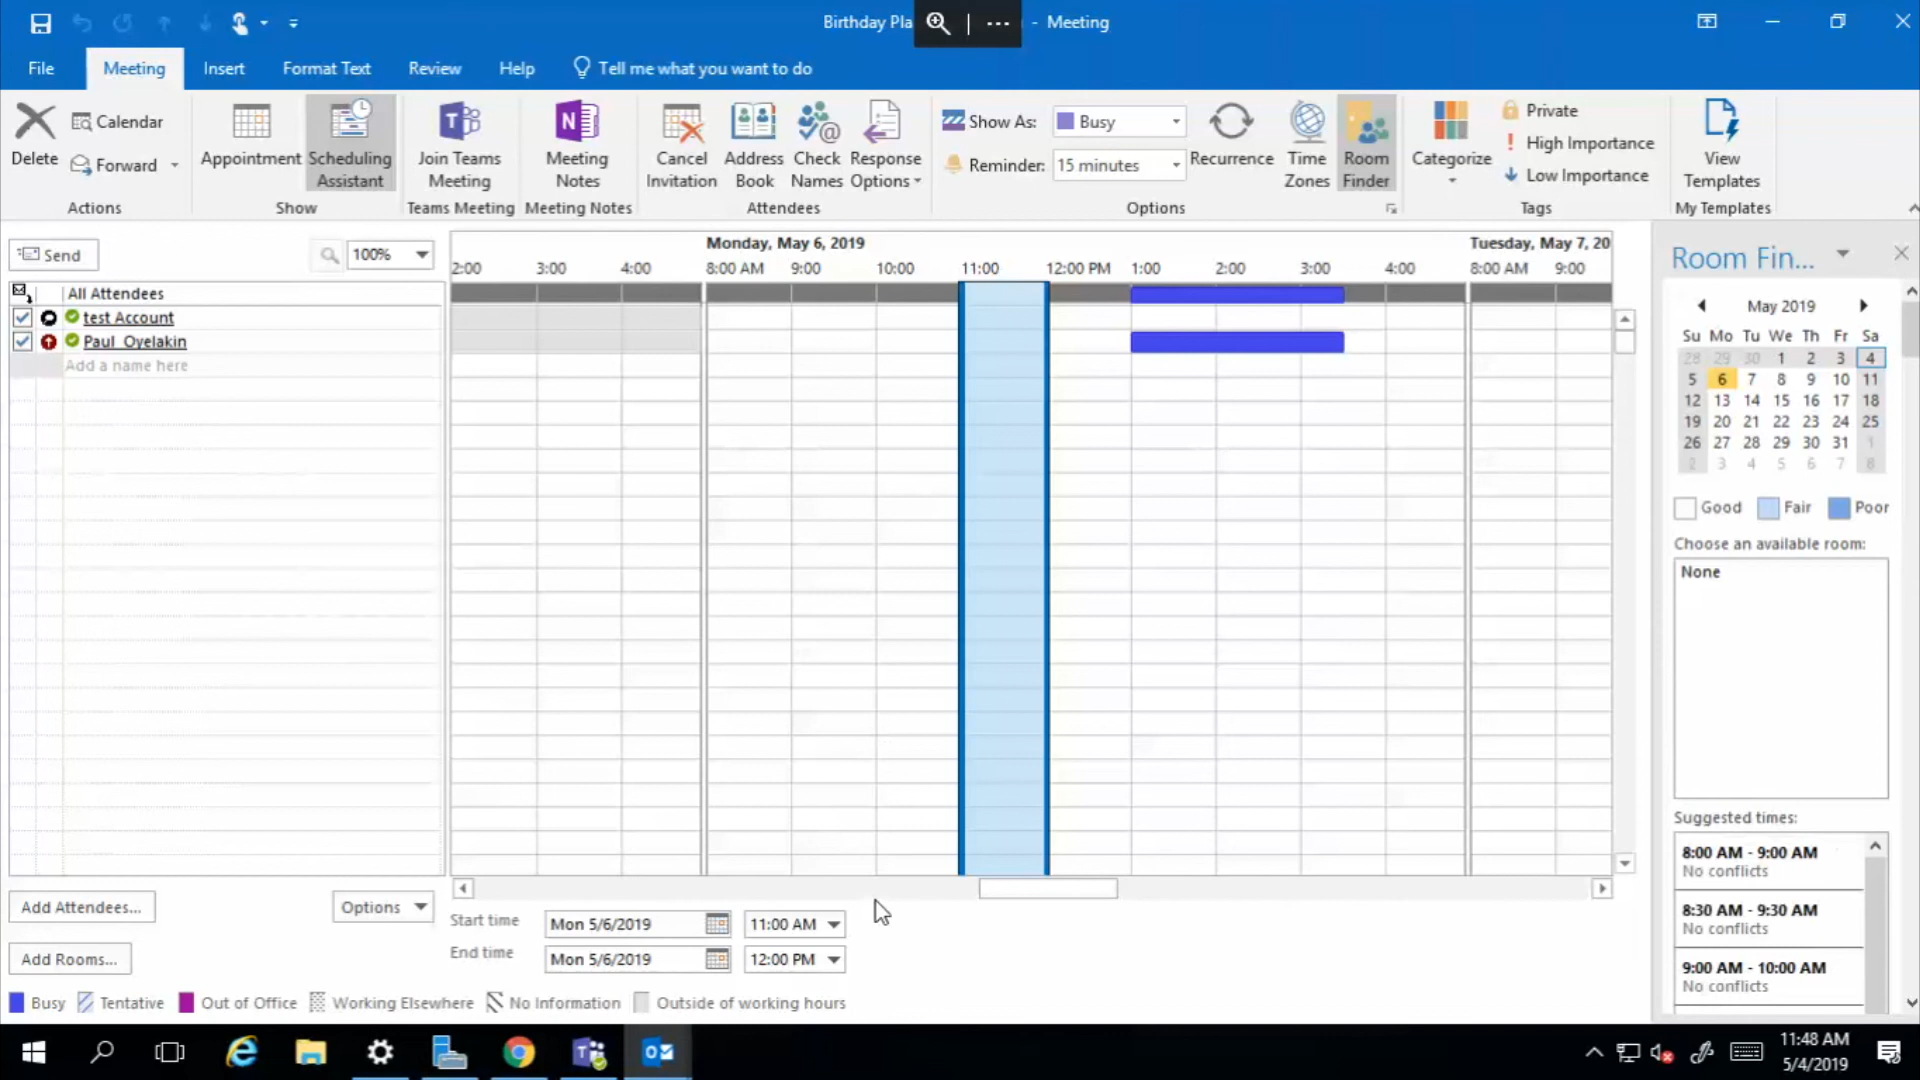 Birthday Pla
- Meeting
File Meeting Insert Format Text Review Help Tell me what you want to do
Delete
Calendar
Forward
Actions
Appointment
Scheduling
Assistant
Show
Join Teams
Meeting
Teams Meeting
Meeting
Notes
Meeting Notes
Cancel
Invitation
Address
Book
Check
Names
Response
Options
Attendees
Show As: Busy
Reminder: 15 minutes
Recurrence
Time
Zones
Room
Finder
Options
Categorize
Private
High Importance
Low Importance
Tags
View
Templates
My Templates
Send
100%
All Attendees
test Account
Paul Oyelakin
Add a name here
Monday, May 6, 2019
Tuesday, May 7, 20
2:00 3:00 4:00 8:00 AM 9:00 10:00 11:00 12:00 PM 1:00 2:00 3:00 4:00 8:00 AM 9:00
Room Fin...
May 2019
Su Mo Tu We Th Fr Sa
28 29 30 1 2 3 4
5 6 7 8 9 10 11
12 13 14 15 16 17 18
19 20 21 22 23 24 25
26 27 28 29 30 31 1
2 3 4 5 6 7 8
Good Fair Poor
Choose an available room:
None
Suggested times:
8:00 AM - 9:00 AM
No conflicts
8:30 AM - 9:30 AM
No conflicts
9:00 AM - 10:00 AM
No conflicts
Add Attendees...
Options
Add Rooms...
Start time Mon 5/6/2019 11:00 AM
End time Mon 5/6/2019 12:00 PM
Busy Tentative Out of Office Working Elsewhere No Information Outside of working hours
11:48 AM
5/4/2019